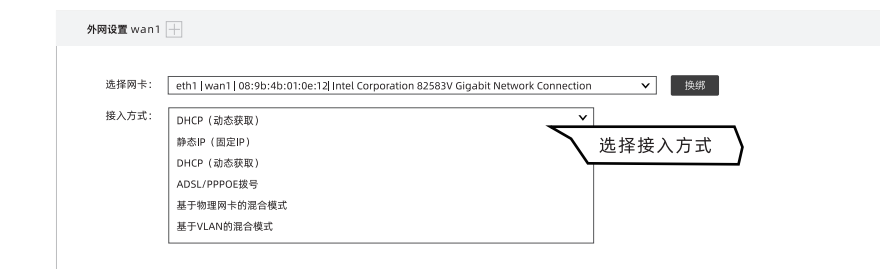 外网设置 wan1
选择网卡： eth1 | wan1 | 08:9b:4b:01:0e:12| Intel Corporation 82583V Gigabit Network Connection 换绑
接入方式： DHCP（动态获取）
选择接入方式
静态IP（固定IP）
DHCP（动态获取）
ADSL/PPPOE拨号
基于物理网卡的混合模式
基于VLAN的混合模式